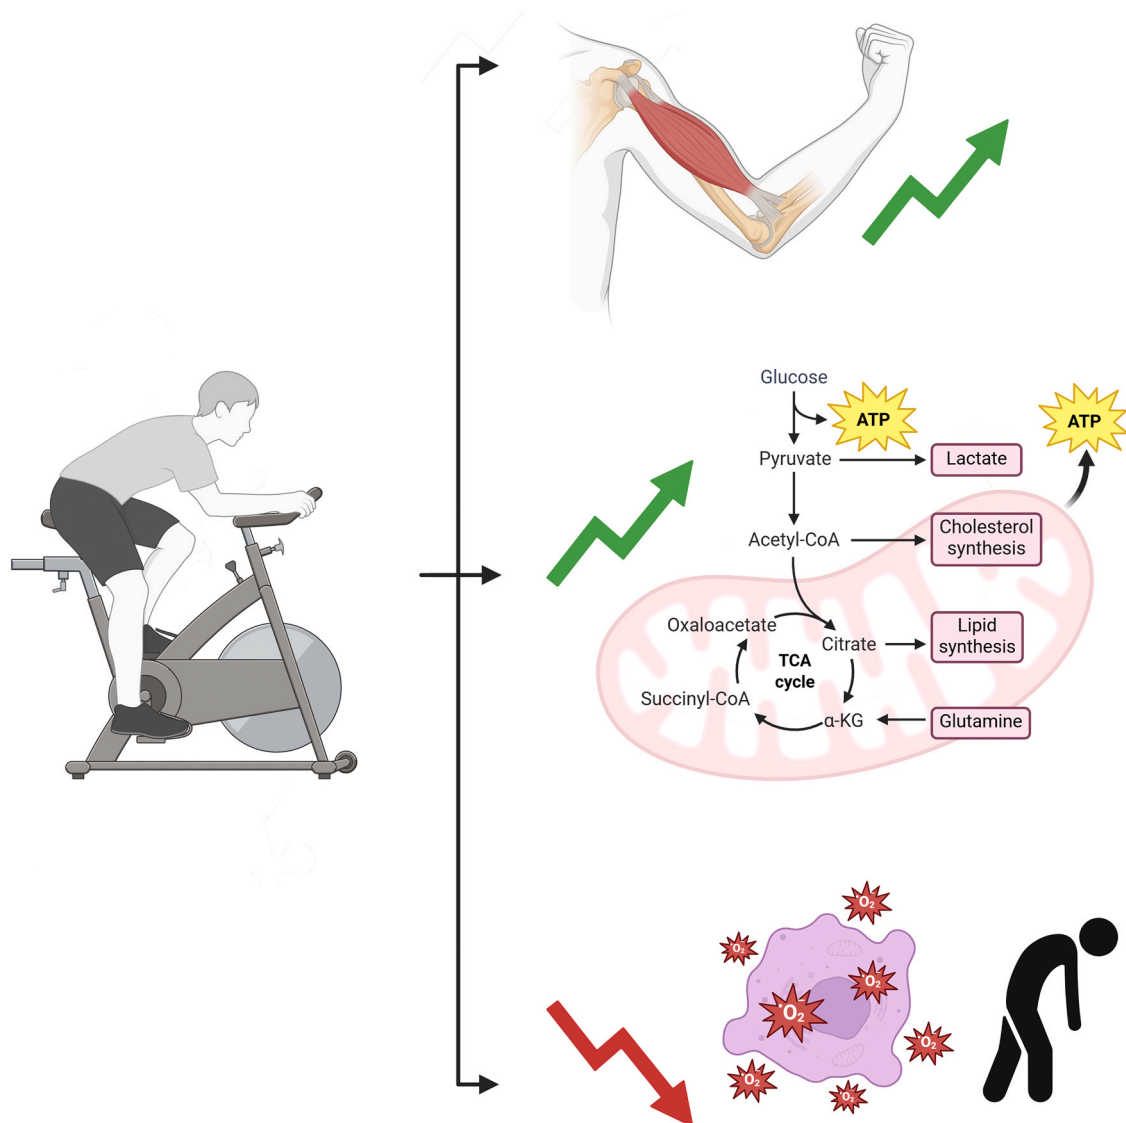 Glucose
ATP
ATP
Pyruvate
Lactate
Acetyl-CoA
Cholesterol
synthesis
Oxaloacetate
Citrate
Lipid
synthesis
TCA
cycle
Succinyl-CoA
α-KG
Glutamine
˙O₂⁻
˙O₂⁻
˙O₂⁻
˙O₂⁻
˙O₂⁻
˙O₂⁻
˙O₂⁻